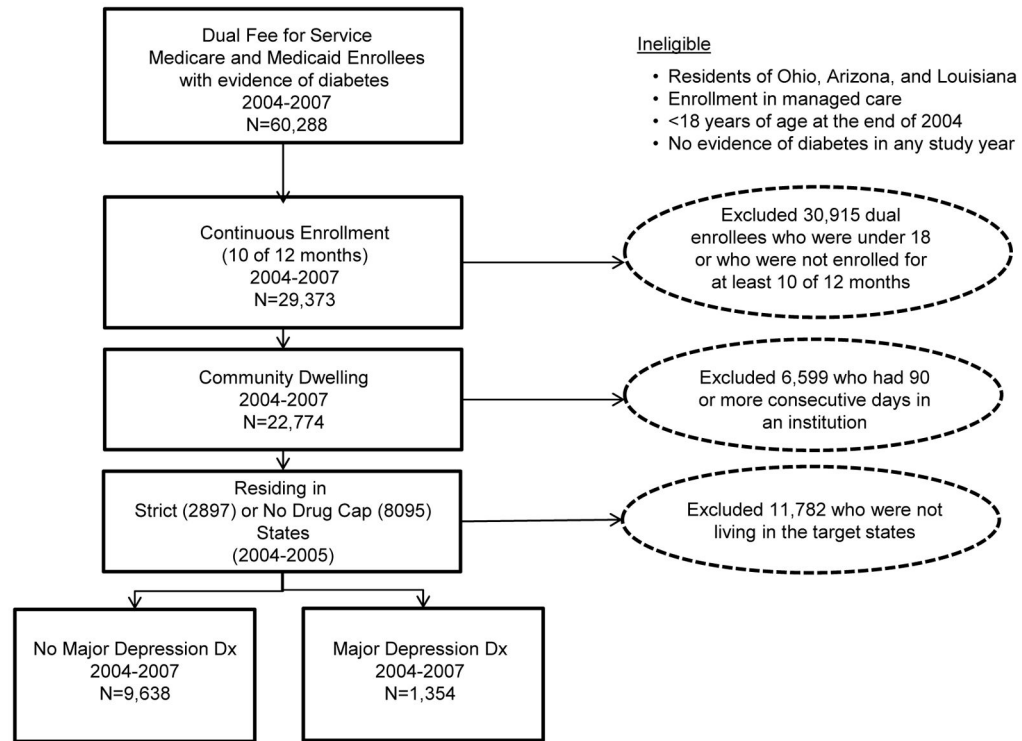 Dual Fee for Service
Medicare and Medicaid Enrollees
with evidence of diabetes
2004-2007
N=60,288
Ineligible
• Residents of Ohio, Arizona, and Louisiana
• Enrollment in managed care
• <18 years of age at the end of 2004
• No evidence of diabetes in any study year
Continuous Enrollment
(10 of 12 months)
2004-2007
N=29,373
Excluded 30,915 dual
enrollees who were under 18
or who were not enrolled for
at least 10 of 12 months
Community Dwelling
2004-2007
N=22,774
Excluded 6,599 who had 90
or more consecutive days in
an institution
Residing in
Strict (2897) or No Drug Cap (8095)
States
(2004-2005)
Excluded 11,782 who were not
living in the target states
No Major Depression Dx
2004-2007
N=9,638
Major Depression Dx
2004-2007
N=1,354